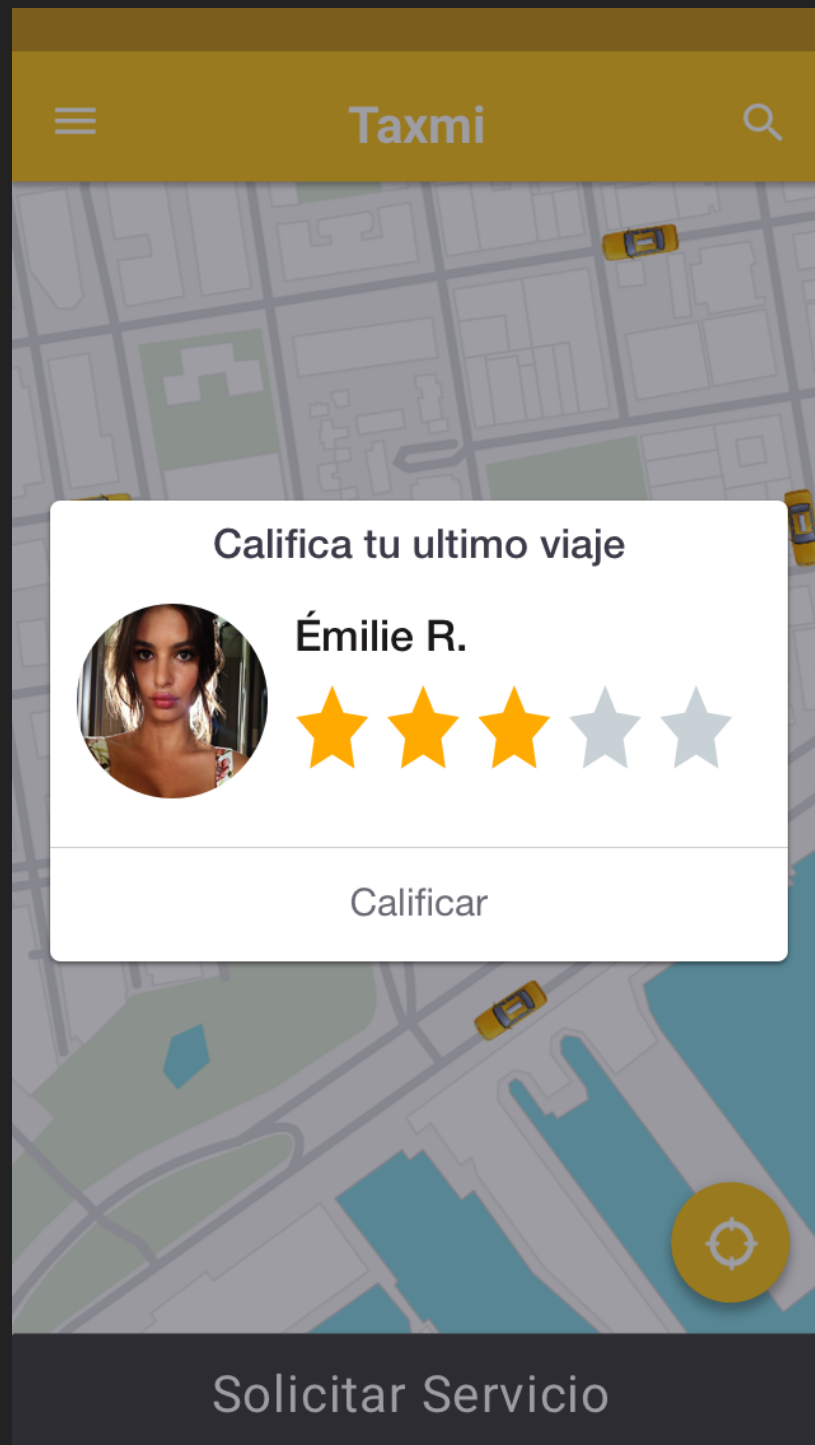 Taxmi
Califica tu ultimo viaje
Émilie R.
Calificar
Solicitar Servicio